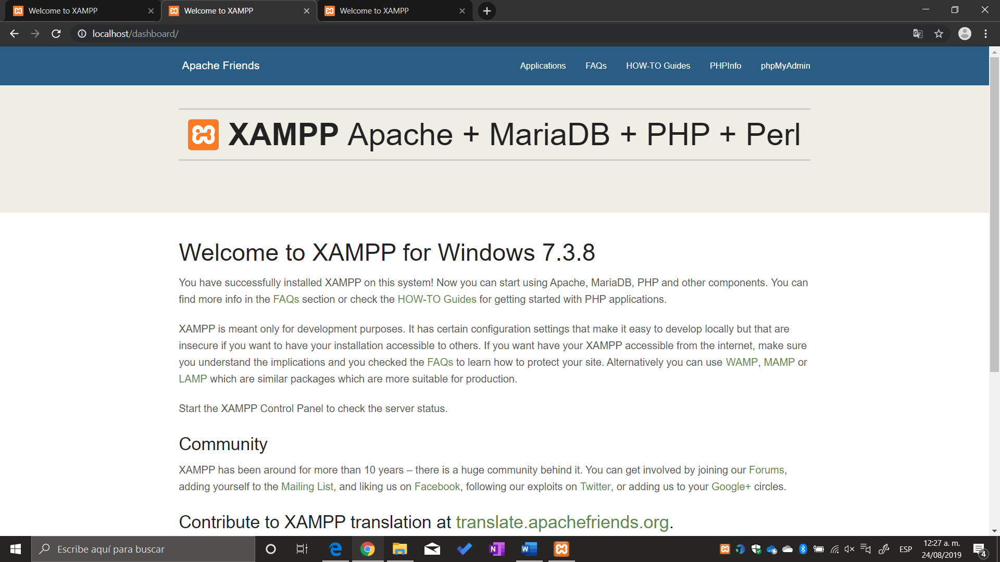 Welcome to XAMPP
Welcome to XAMPP
Welcome to XAMPP
localhost/dashboard/
Apache Friends
Applications
FAQs
HOW-TO Guides
PHPInfo
phpMyAdmin
XAMPP Apache + MariaDB + PHP + Perl
Welcome to XAMPP for Windows 7.3.8
You have successfully installed XAMPP on this system! Now you can start using Apache, MariaDB, PHP and other components. You can
find more info in the FAQs section or check the HOW-TO Guides for getting started with PHP applications.
XAMPP is meant only for development purposes. It has certain configuration settings that make it easy to develop locally but that are
insecure if you want to have your installation accessible to others. If you want have your XAMPP accessible from the internet, make sure
you understand the implications and you checked the FAQs to learn how to protect your site. Alternatively you can use WAMP, MAMP or
LAMP which are similar packages which are more suitable for production.
Start the XAMPP Control Panel to check the server status.
Community
XAMPP has been around for more than 10 years – there is a huge community behind it. You can get involved by joining our Forums,
adding yourself to the Mailing List, and liking us on Facebook, following our exploits on Twitter, or adding us to your Google+ circles.
Contribute to XAMPP translation at translate.apachefriends.org.
Escribe aquí para buscar
ESP
12:27 a. m.
24/08/2019
4